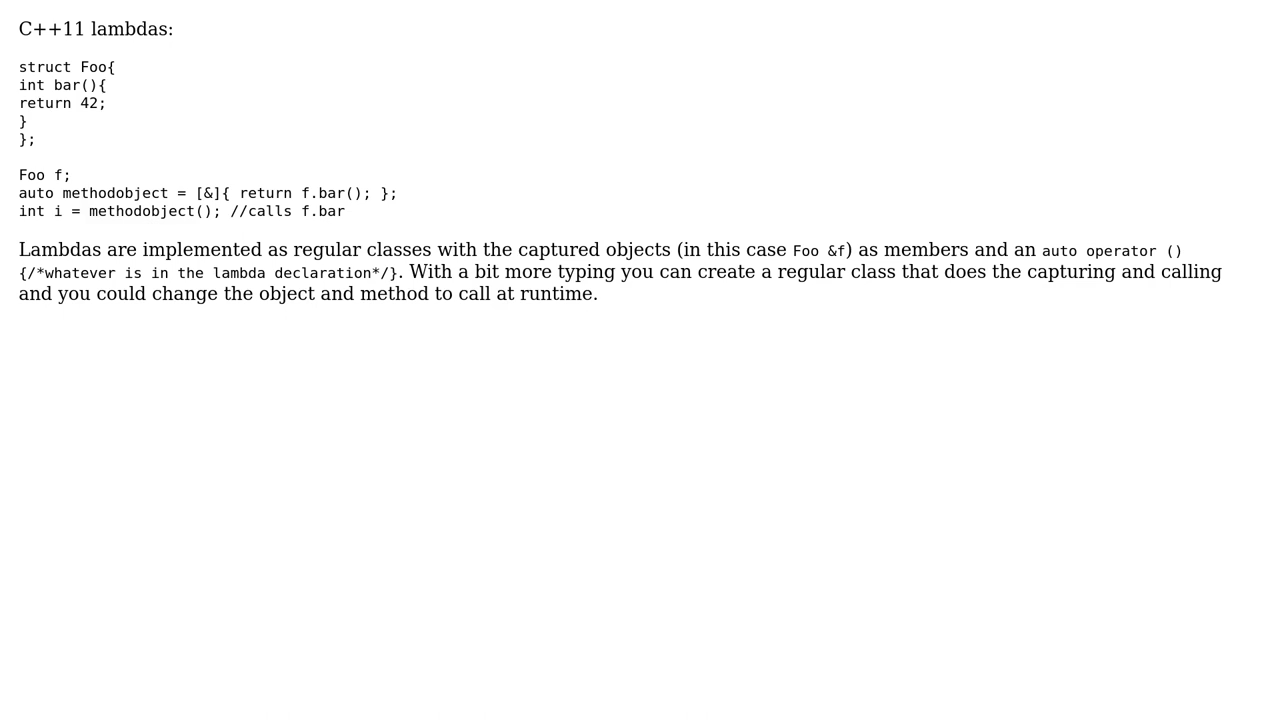 C++11 lambdas:
struct Foo{
int bar(){
return 42;
}
};
Foo f;
auto methodobject = [&]{ return f.bar(); };
int i = methodobject(); //calls f.bar
Lambdas are implemented as regular classes with the captured objects (in this case Foo &f) as members and an auto operator ()
{/*whatever is in the lambda declaration*/}. With a bit more typing you can create a regular class that does the capturing and calling
and you could change the object and method to call at runtime.